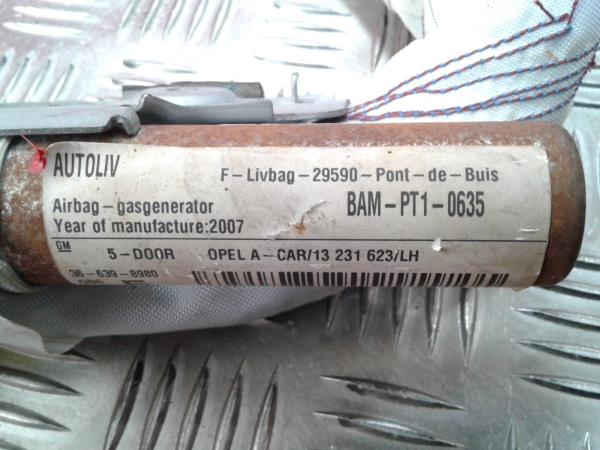 AUTOLIV
F-Livbag-29590-Pont-de-Buis
Airbag-gasgenerator
BAM-PT1-0635
Year of manufacture:2007
GM
5-DOOR OPEL A-CAR/13 231 623/LH
36-639-8980